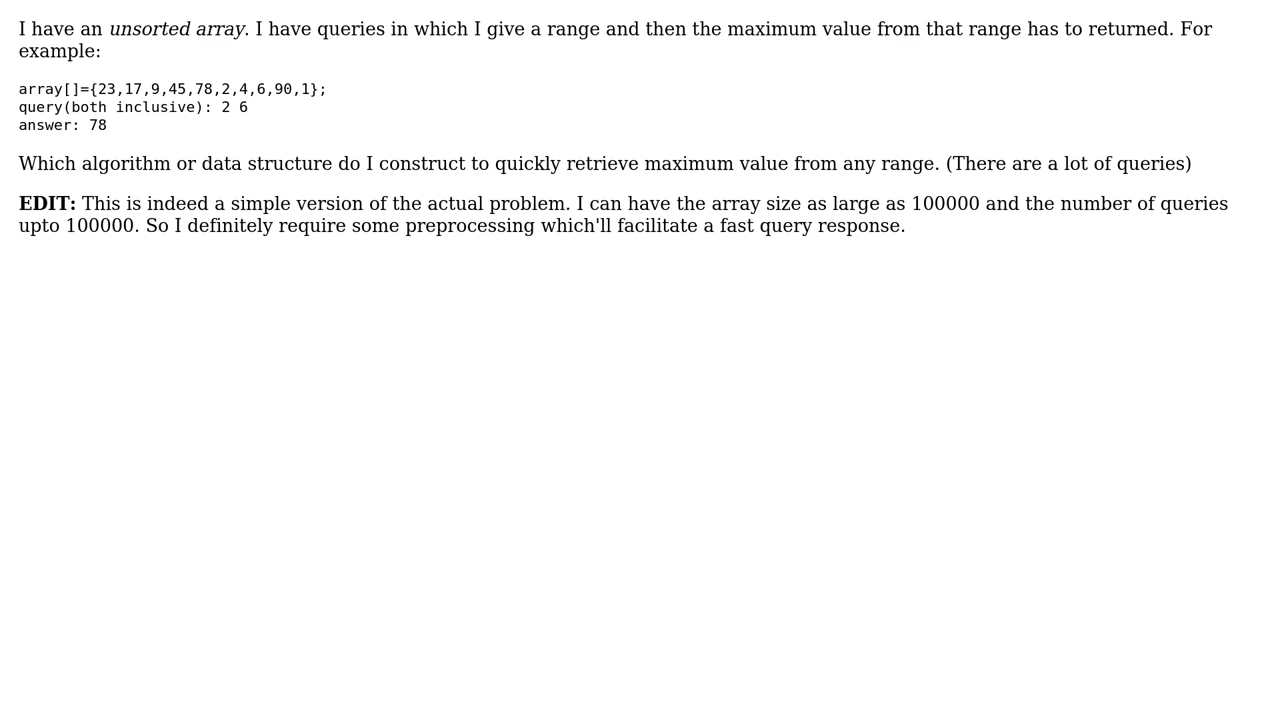 I have an unsorted array. I have queries in which I give a range and then the maximum value from that range has to returned. For
example:
array[]={23,17,9,45,78,2,4,6,90,1};
query(both inclusive): 2 6
answer: 78
Which algorithm or data structure do I construct to quickly retrieve maximum value from any range. (There are a lot of queries)
EDIT: This is indeed a simple version of the actual problem. I can have the array size as large as 100000 and the number of queries
upto 100000. So I definitely require some preprocessing which'll facilitate a fast query response.